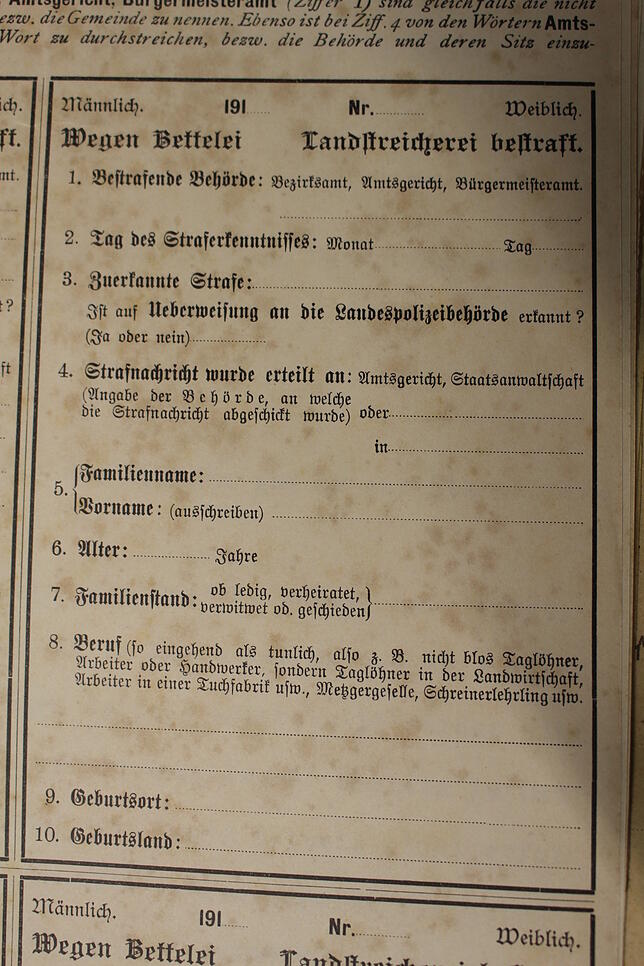 Amtsgericht, Bürgermeisteramt (Ziffer 1) sind gleichfalls die nicht
bezw. die Gemeinde zu nennen. Ebenso ist bei Ziff. 4 von den Wörtern Amts-
Wort zu durchstreichen, bezw. die Behörde und deren Sitz einzu-
ch.
ft.
mt.
t?
ft
Männlich. 191...... Nr............. Weiblich.
Wegen Bettelei Landstreicherei bestraft.
1. Bestrafende Behörde: Bezirksamt, Amtsgericht, Bürgermeisteramt.
2. Tag des Straferkenntnisses: Monat........................ Tag............
3. Zuerkannte Strafe:........................
Ist auf Ueberweisung an die Landespolizeibehörde erkannt?
(Ja oder nein)..................
4. Strafnachricht wurde erteilt an: Amtsgericht, Staatsanwaltschaft
(Angabe der Behörde, an welche
die Strafnachricht abgeschickt wurde) oder........................
in........................
5. Familienname:........................
Vorname: (ausschreiben) ........................
6. Alter: .................. Jahre
7. Familienstand: ob ledig, verheiratet,
verwitwet od. geschieden ........................
8. Beruf (so eingehend als tunlich, also z. B. nicht blos Taglöhner,
Arbeiter oder Handwerker, sondern Taglöhner in der Landwirtschaft,
Arbeiter in einer Tuchfabrik usw., Metzgergeselle, Schreinerlehrling usw.
9. Geburtsort:........................
10. Geburtsland:........................
Männlich. 191...... Nr............. Weiblich.
Wegen Bettelei